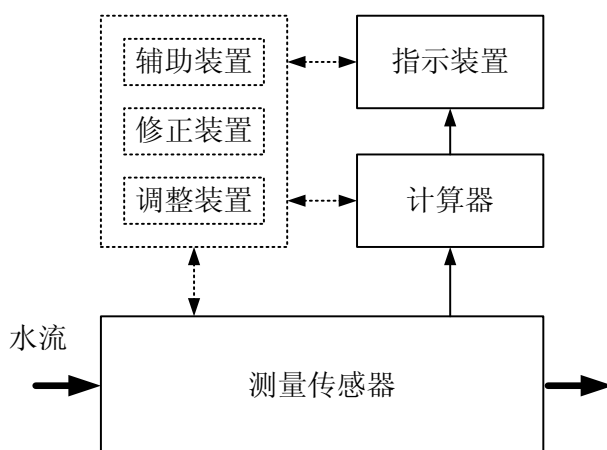 辅助装置
指示装置
修正装置
调整装置
计算器
水流
测量传感器